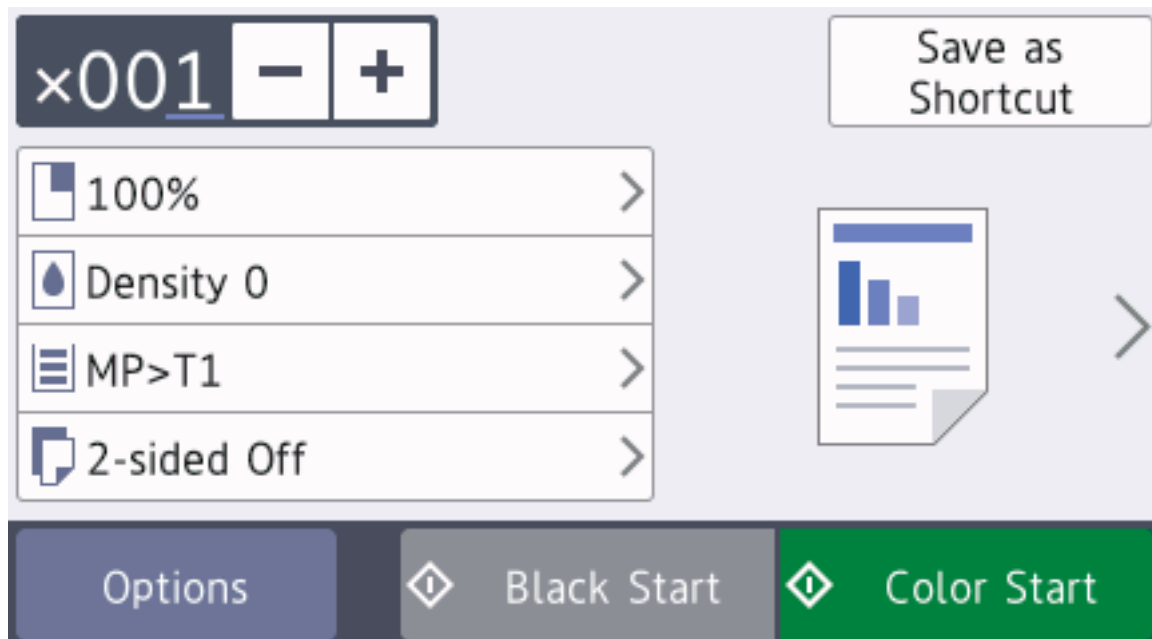 ×001 − +
Save as
Shortcut
100%
Density 0
MP>T1
2-sided Off
Options
Black Start
Color Start